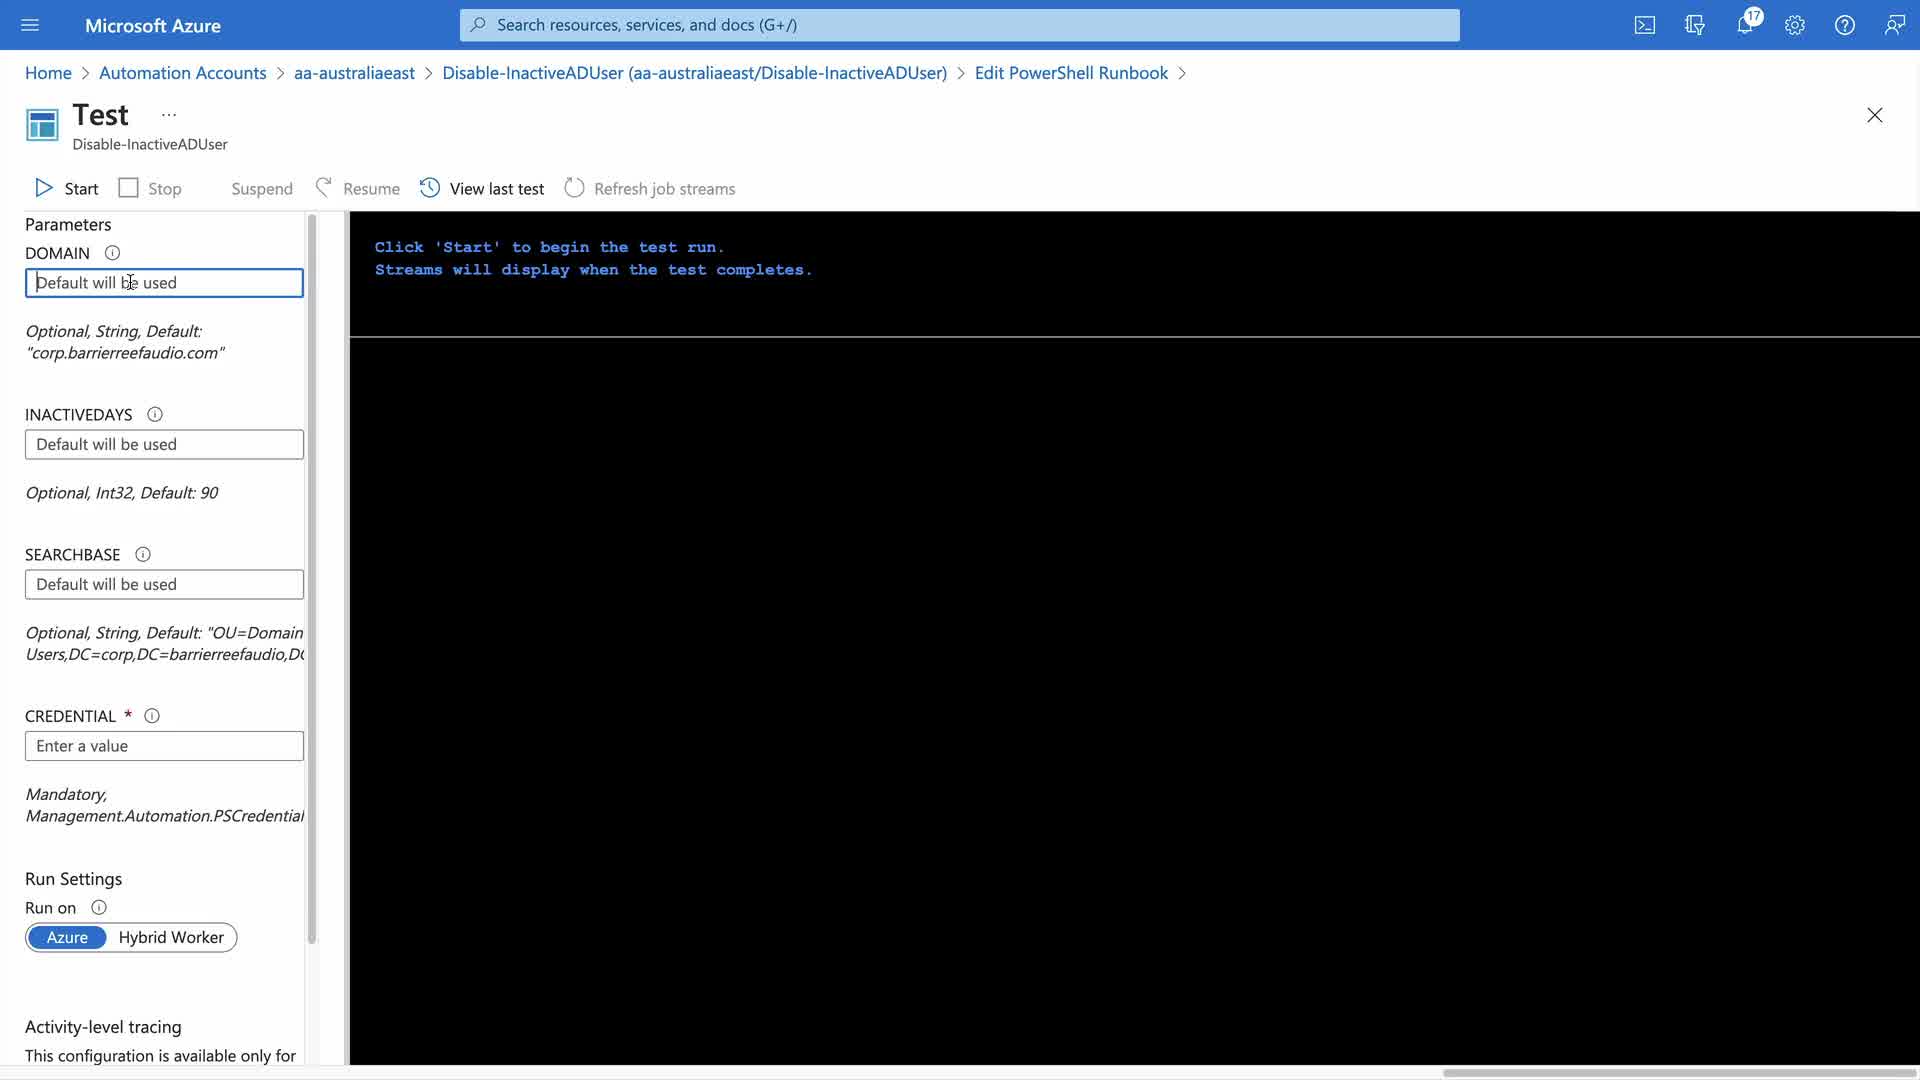 Microsoft Azure
Search resources, services, and docs (G+/)
17
Home > Automation Accounts > aa-australiaeast > Disable-InactiveADUser (aa-australiaeast/Disable-InactiveADUser) > Edit PowerShell Runbook >
Test ...
Disable-InactiveADUser
Start Stop Suspend Resume View last test Refresh job streams
Parameters
DOMAIN
Default will be used
Optional, String, Default:
"corp.barrierreefaudio.com"
INACTIVEDAYS
Default will be used
Optional, Int32, Default: 90
SEARCHBASE
Default will be used
Optional, String, Default: "OU=Domain
Users,DC=corp,DC=barrierreefaudio,DC
CREDENTIAL *
Enter a value
Mandatory,
Management.Automation.PSCredential
Run Settings
Run on
Azure Hybrid Worker
Activity-level tracing
This configuration is available only for
Click 'Start' to begin the test run.
Streams will display when the test completes.